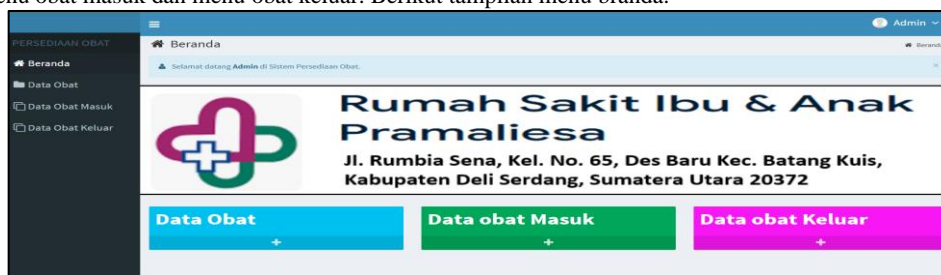 obat masuk dan menu obat keluar. Berikut tampilan menu branda.
Admin
PERSEDIAAN OBAT
Beranda
Beranda
Beranda
Selamat datang Admin di Sistem Persediaan Obat.
Data Obat
Data Obat Masuk
Data Obat Keluar
Rumah Sakit Ibu & Anak
Pramaliesa
Jl. Rumbia Sena, Kel. No. 65, Des Baru Kec. Batang Kuis,
Kabupaten Deli Serdang, Sumatera Utara 20372
Data Obat
Data obat Masuk
Data obat Keluar
+
+
+